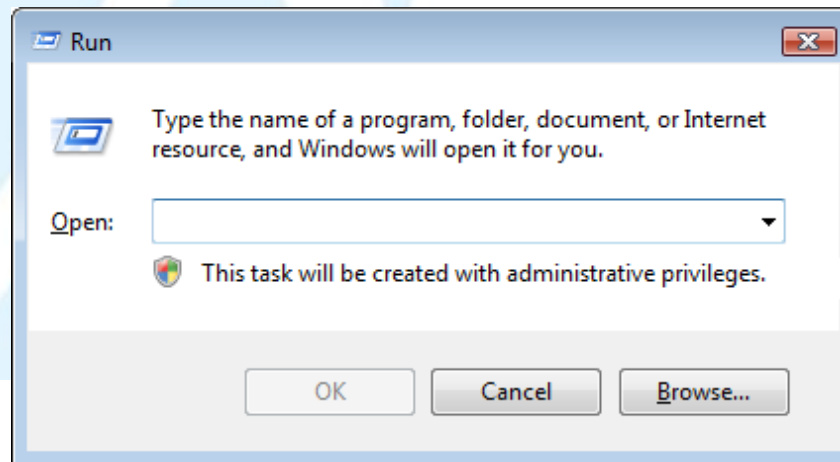 Run
Type the name of a program, folder, document, or Internet
resource, and Windows will open it for you.
Open:
This task will be created with administrative privileges.
OK Cancel Browse...